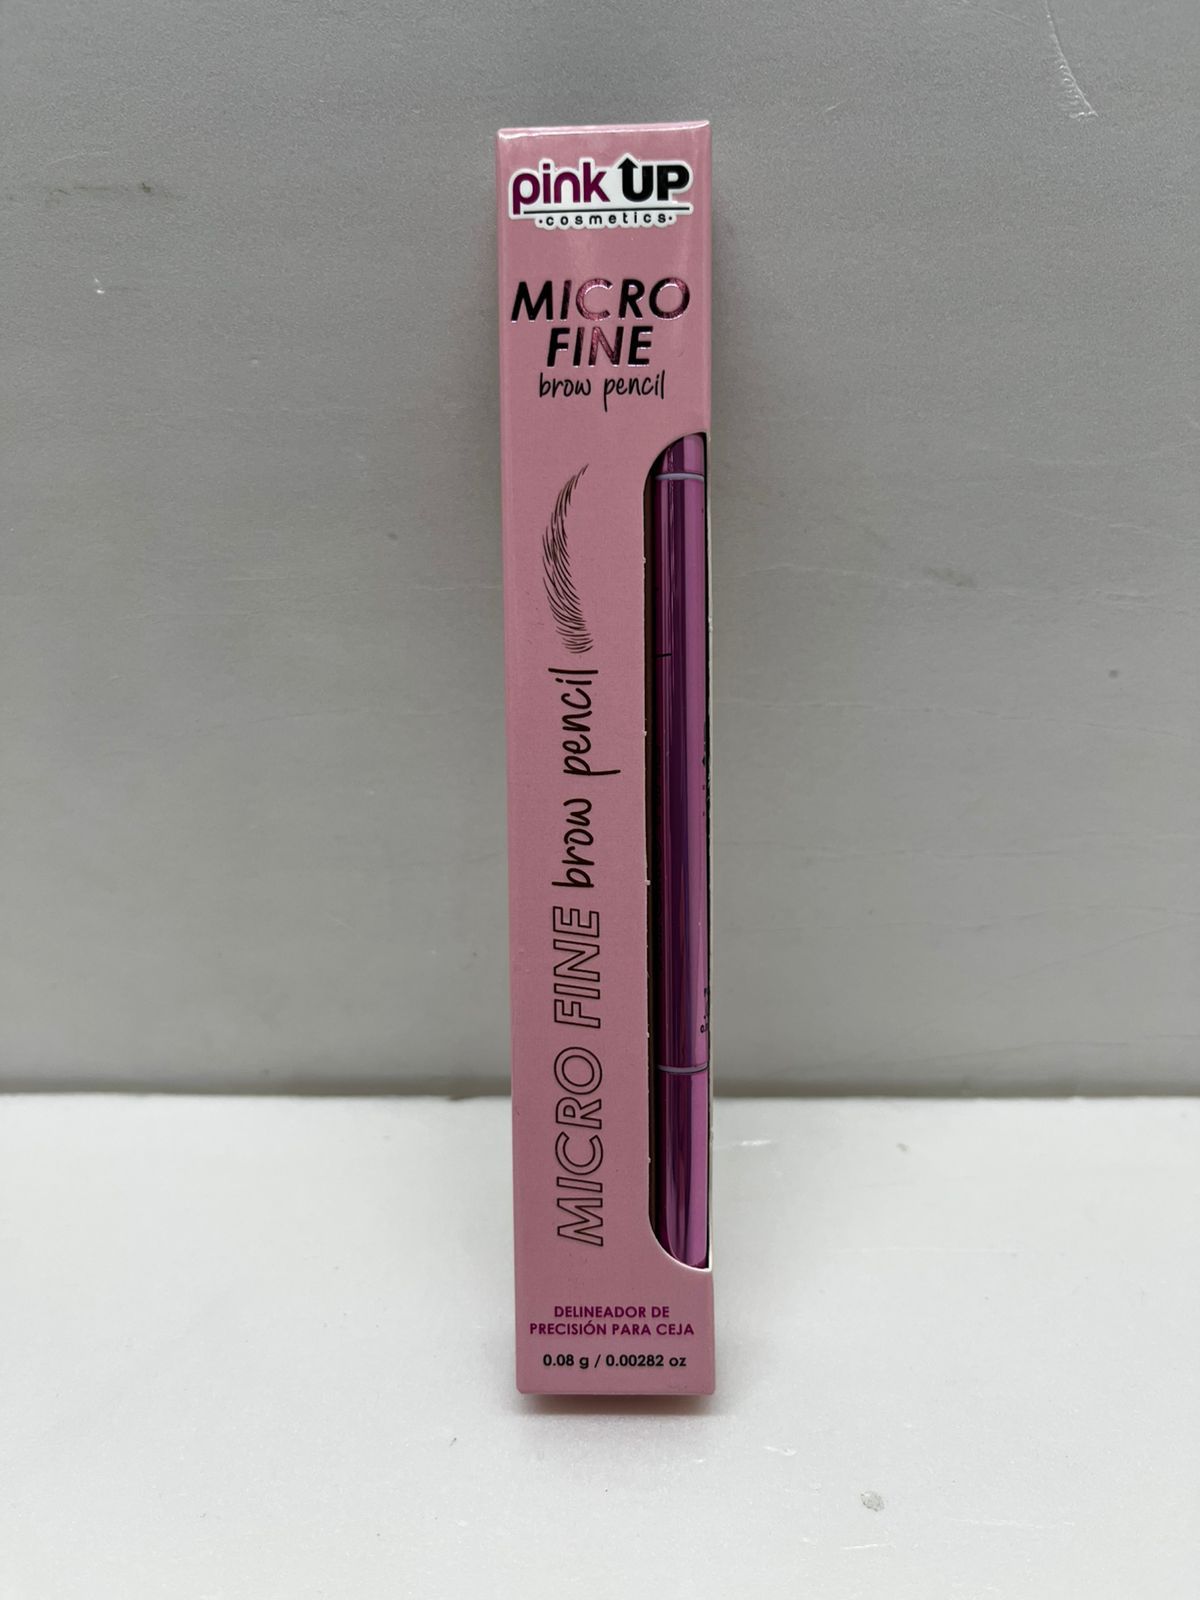 pink UP
·cosmetics·
MICRO
FINE
brow pencil
MICRO FINE brow pencil
DELINEADOR DE
PRECISIÓN PARA CEJA
0.08 g / 0.00282 oz